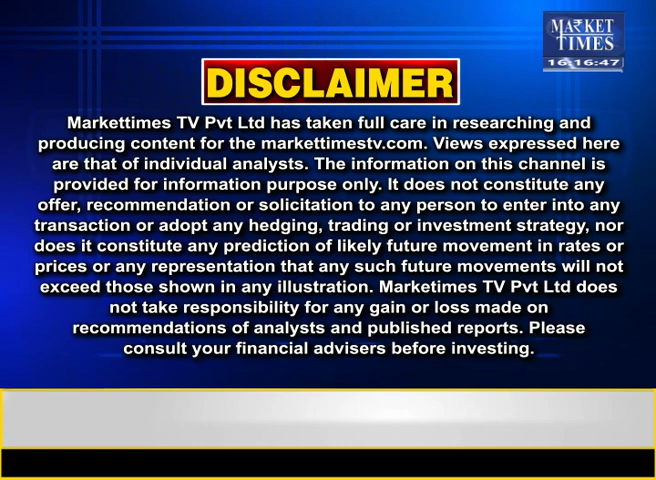 MARKET
TIMES
16:16:47
DISCLAIMER
Markettimes TV Pvt Ltd has taken full care in researching and
producing content for the markettimestv.com. Views expressed here
are that of individual analysts. The information on this channel is
provided for information purpose only. It does not constitute any
offer, recommendation or solicitation to any person to enter into any
transaction or adopt any hedging, trading or investment strategy, nor
does it constitute any prediction of likely future movement in rates or
prices or any representation that any such future movements will not
exceed those shown in any illustration. Marketimes TV Pvt Ltd does
not take responsibility for any gain or loss made on
recommendations of analysts and published reports. Please
consult your financial advisers before investing.